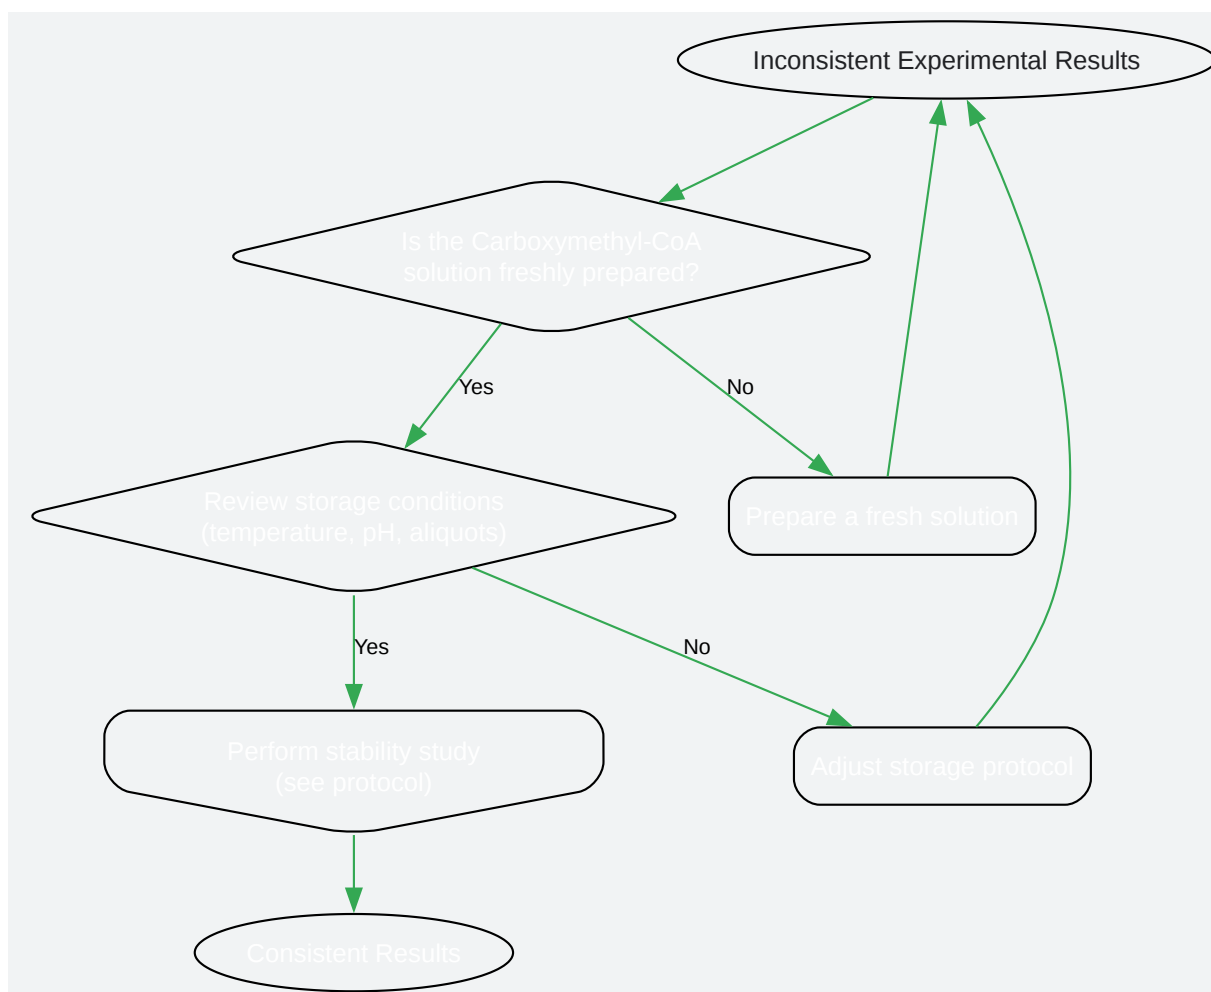 Inconsistent Experimental Results
Is the Carboxymethyl-CoA
solution freshly prepared?
Yes
No
Review storage conditions
(temperature, pH, aliquots)
Prepare a fresh solution
Yes
No
Perform stability study
(see protocol)
Adjust storage protocol
Consistent Results